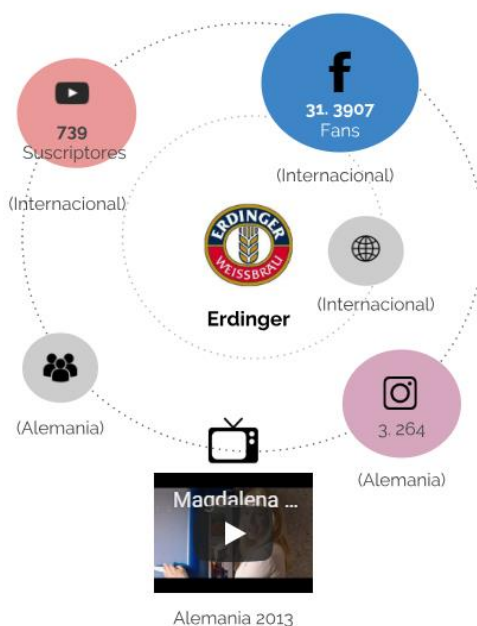 31. 3907
Fans
(Internacional)
739
Suscriptores
(Internacional)
ERDINGER
WEISSBRÄU
Erdinger
(Internacional)
(Alemania)
3. 264
(Alemania)
Magdalena ...
Alemania 2013